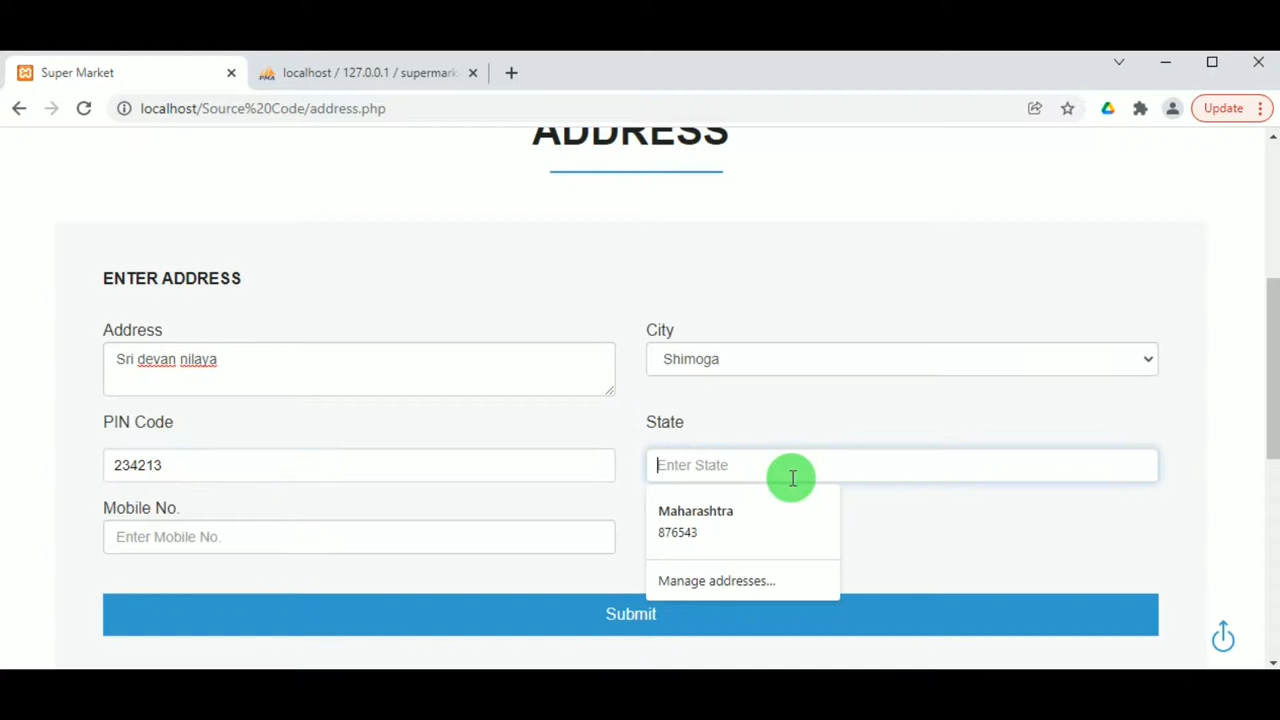 Super Market
localhost / 127.0.0.1 / supermark
localhost/Source%20Code/address.php
Update
ADDRESS
ENTER ADDRESS
Address
City
Sri devan nilaya
Shimoga
PIN Code
State
234213
Enter State
Mobile No.
Maharashtra
876543
Enter Mobile No.
Manage addresses...
Submit